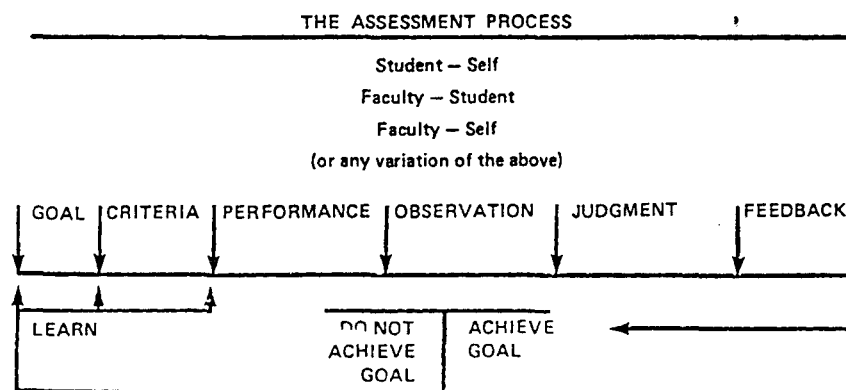 THE ASSESSMENT PROCESS
Student – Self
Faculty – Student
Faculty – Self
(or any variation of the above)
GOAL CRITERIA PERFORMANCE OBSERVATION JUDGMENT FEEDBACK
LEARN
DO NOT
ACHIEVE
GOAL
ACHIEVE
GOAL